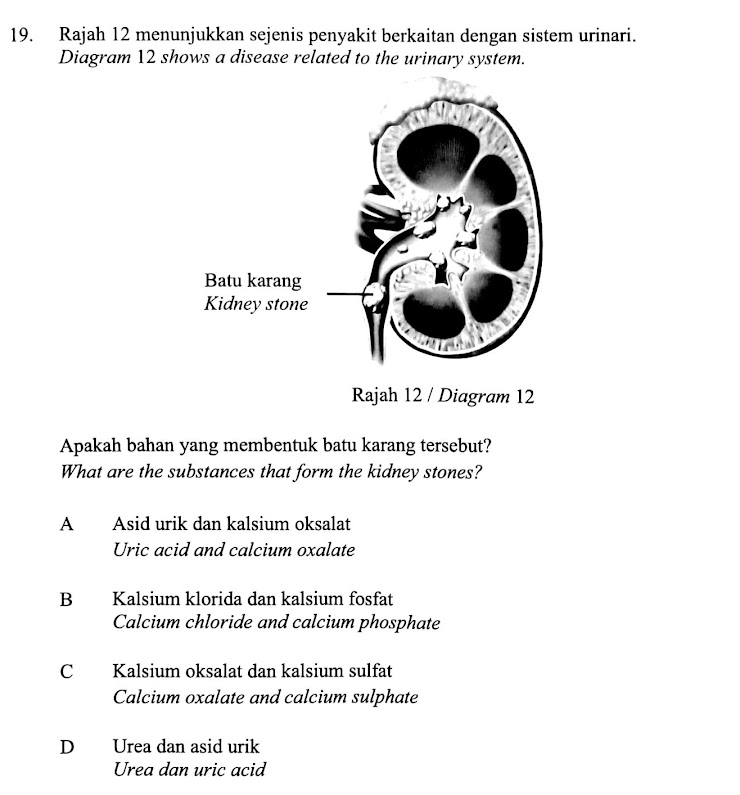 19. Rajah 12 menunjukkan sejenis penyakit berkaitan dengan sistem urinari.
Diagram 12 shows a disease related to the urinary system.
Batu karang
Kidney stone
Rajah 12 / Diagram 12
Apakah bahan yang membentuk batu karang tersebut?
What are the substances that form the kidney stones?
A Asid urik dan kalsium oksalat
Uric acid and calcium oxalate
B Kalsium klorida dan kalsium fosfat
Calcium chloride and calcium phosphate
C Kalsium oksalat dan kalsium sulfat
Calcium oxalate and calcium sulphate
D Urea dan asid urik
Urea dan uric acid